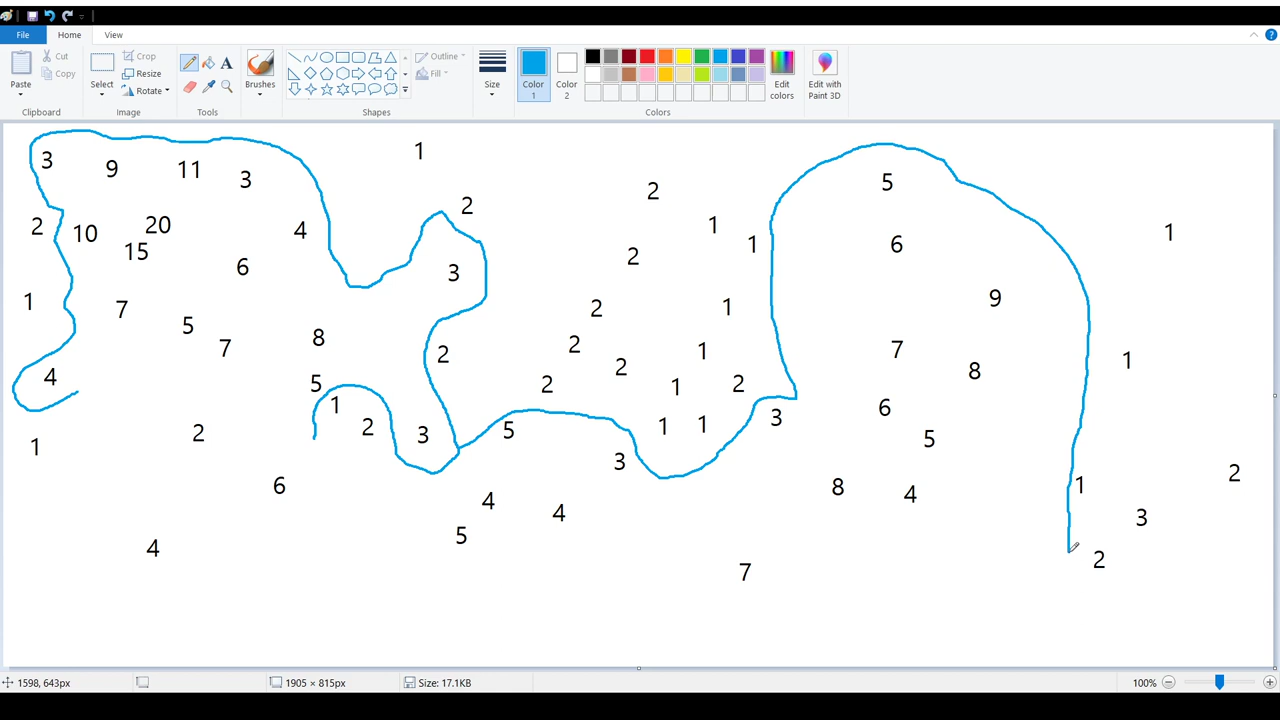 File Home View
Cut Crop Outline
Copy Resize Fill
Paste Select Rotate Brushes Size Color 1 Color 2 Edit colors Edit with Paint 3D
Clipboard Image Tools Shapes Colors
1
3 9 11 3
5
2
2
2 10 20 4 1 1
15 1 6
2
6 3
1 7 2 1 9
5
8
7 2 2 1 7
2 1
4 5 2 1 2 8
1 2 3 5 1 1 3 6
1 2 5
3
6 4 8 4 1 2
4 5 4 3
7 2
1598, 643px 1905 × 815px Size: 17.1KB 100%